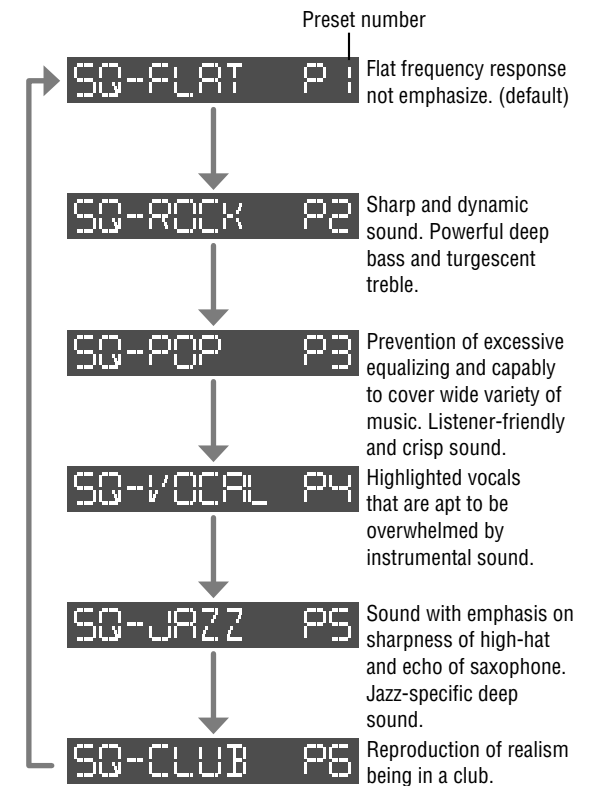 Preset number
SQ-FLAT P1
Flat frequency response
not emphasize. (default)
SQ-ROCK P2
Sharp and dynamic
sound. Powerful deep
bass and turgescent
treble.
SQ-POP P3
Prevention of excessive
equalizing and capably
to cover wide variety of
music. Listener-friendly
and crisp sound.
SQ-VOCAL P4
Highlighted vocals
that are apt to be
overwhelmed by
instrumental sound.
SQ-JAZZ P5
Sound with emphasis on
sharpness of high-hat
and echo of saxophone.
Jazz-specific deep
sound.
SQ-CLUB P6
Reproduction of realism
being in a club.